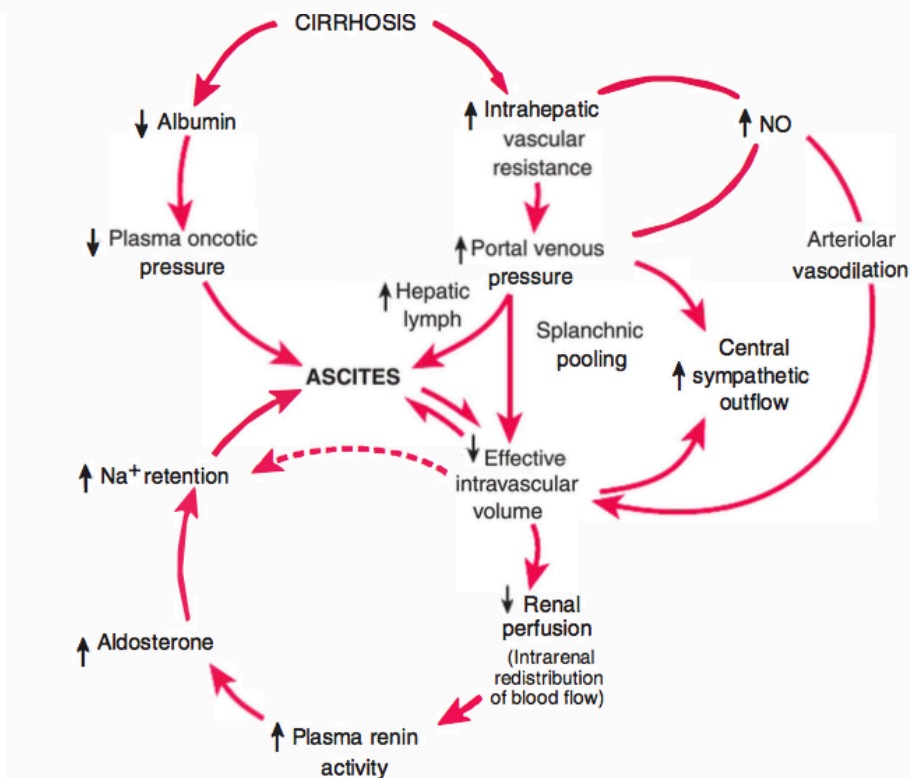 CIRRHOSIS
↓ Albumin
↑ Intrahepatic
vascular
resistance
↑ NO
↓ Plasma oncotic
pressure
↑ Portal venous
pressure
Arteriolar
vasodilation
↑ Hepatic
lymph
Splanchnic
pooling
ASCITES
Central
↑ sympathetic
outflow
↑ Na⁺ retention
↓ Effective
intravascular
volume
↓ Renal
perfusion
(Intrarenal
redistribution
of blood flow)
↑ Aldosterone
↑ Plasma renin
activity